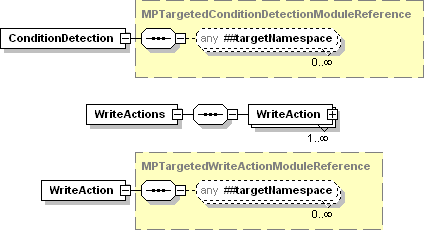 MPTargetedConditionDetectionModuleReference
ConditionDetection
any ##targetNamespace
0..∞
WriteActions
WriteAction
1..∞
MPTargetedWriteActionModuleReference
WriteAction
any ##targetNamespace
0..∞